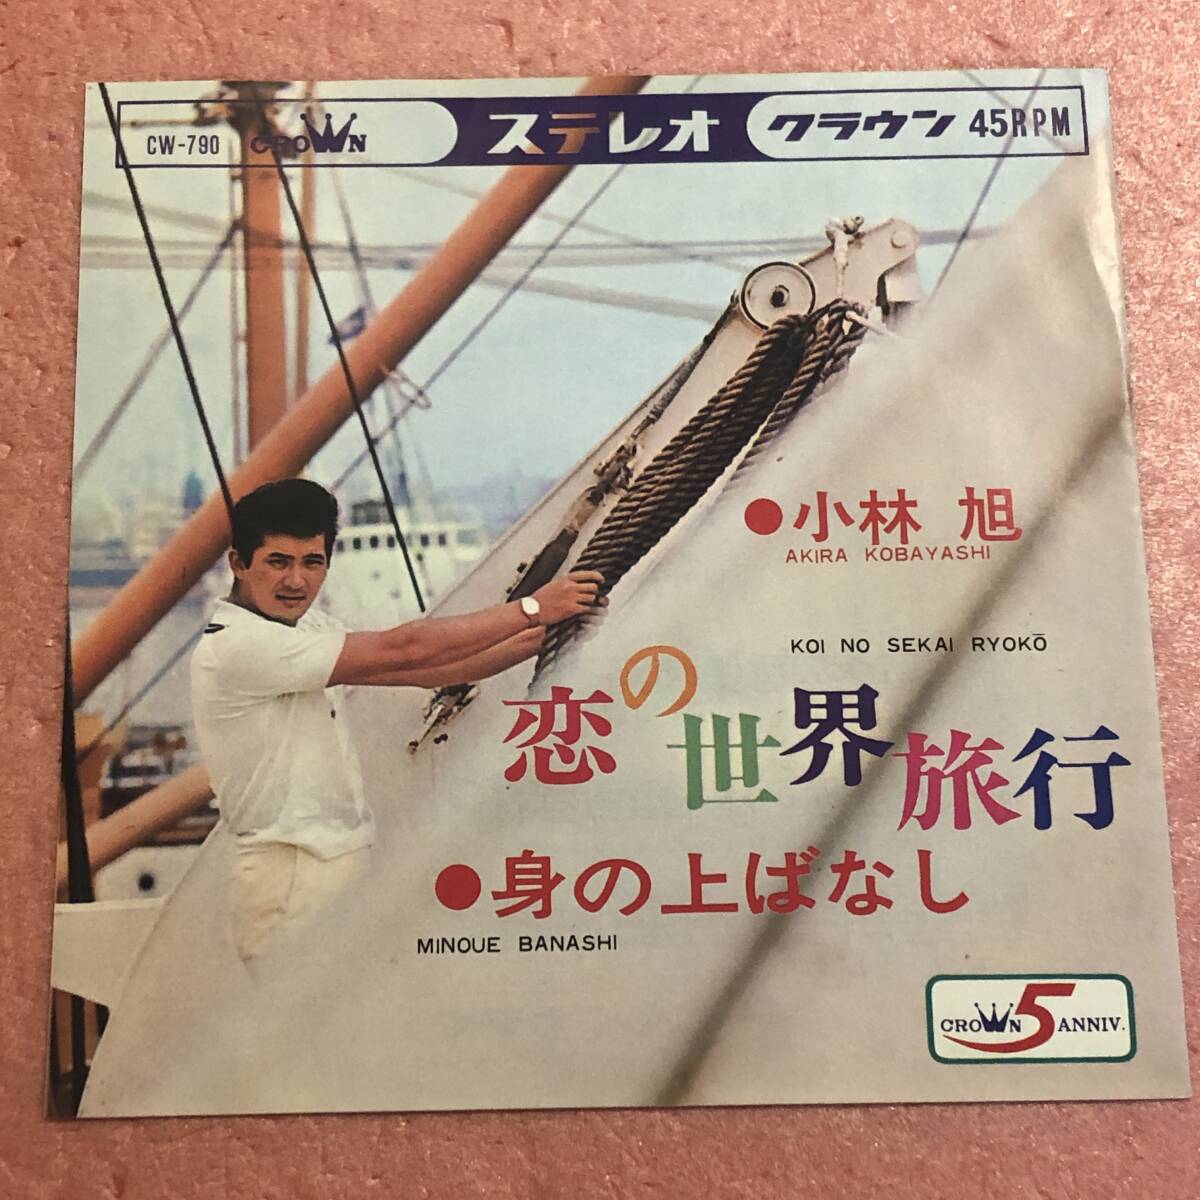 CW-790 CROWN ステレオ クラウン 45RPM
●小林 旭
AKIRA KOBAYASHI
KOI NO SEKAI RYOKŌ
恋の世界旅行
●身の上ばなし
MINOUE BANASHI
CROWN 5 ANNIV.